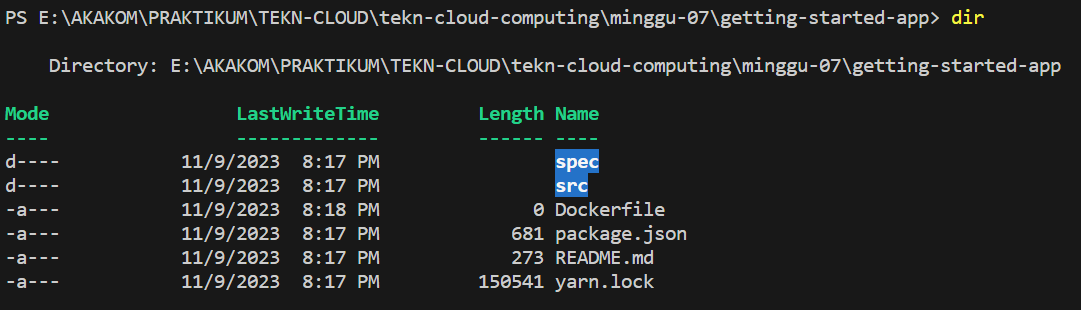 PS E:\AKAKOM\PRAKTIKUM\TEKN-CLOUD\tekn-cloud-computing\minggu-07\getting-started-app> dir
Directory: E:\AKAKOM\PRAKTIKUM\TEKN-CLOUD\tekn-cloud-computing\minggu-07\getting-started-app
Mode LastWriteTime Length Name
---- ------------- ------ ----
d---- 11/9/2023 8:17 PM spec
d---- 11/9/2023 8:17 PM src
-a--- 11/9/2023 8:18 PM 0 Dockerfile
-a--- 11/9/2023 8:17 PM 681 package.json
-a--- 11/9/2023 8:17 PM 273 README.md
-a--- 11/9/2023 8:17 PM 150541 yarn.lock